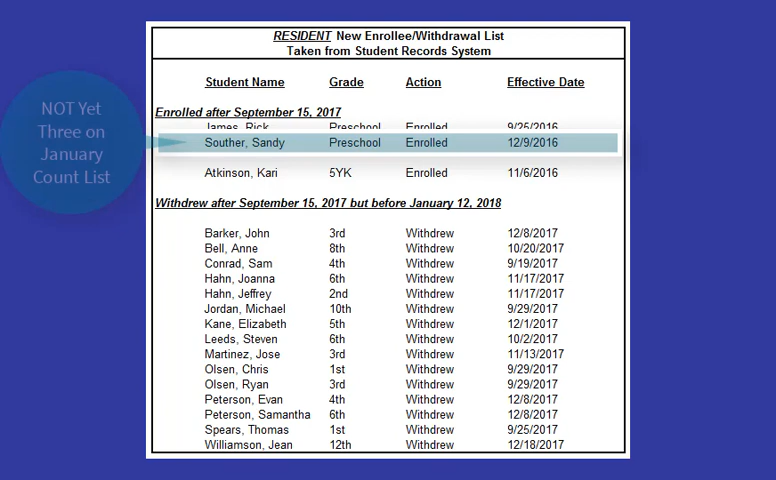 RESIDENT New Enrollee/Withdrawal List
Taken from Student Records System
Student Name Grade Action Effective Date
Enrolled after September 15, 2017
James, Rick Preschool Enrolled 9/25/2016
Souther, Sandy Preschool Enrolled 12/9/2016
Atkinson, Kari 5YK Enrolled 11/6/2016
Withdrew after September 15, 2017 but before January 12, 2018
Barker, John 3rd Withdrew 12/8/2017
Bell, Anne 8th Withdrew 10/20/2017
Conrad, Sam 4th Withdrew 9/19/2017
Hahn, Joanna 6th Withdrew 11/17/2017
Hahn, Jeffrey 2nd Withdrew 11/17/2017
Jordan, Michael 10th Withdrew 9/29/2017
Kane, Elizabeth 5th Withdrew 12/1/2017
Leeds, Steven 6th Withdrew 10/2/2017
Martinez, Jose 3rd Withdrew 11/13/2017
Olsen, Chris 1st Withdrew 9/29/2017
Olsen, Ryan 3rd Withdrew 9/29/2017
Peterson, Evan 4th Withdrew 12/8/2017
Peterson, Samantha 6th Withdrew 12/8/2017
Spears, Thomas 1st Withdrew 9/25/2017
Williamson, Jean 12th Withdrew 12/18/2017
NOT Yet
Three on
January
Count List